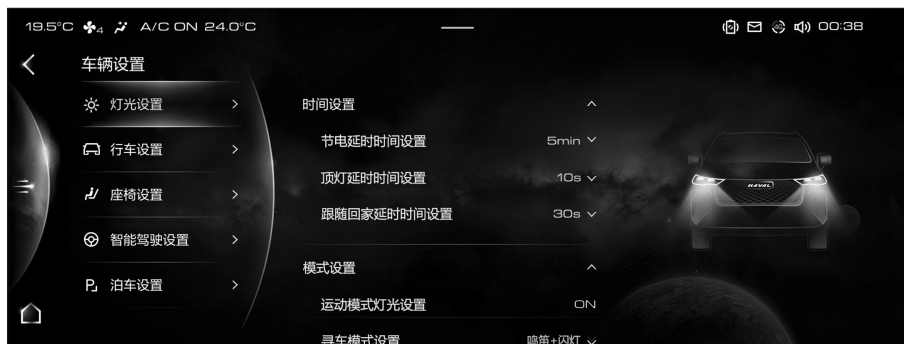 19.5°C 4 A/C ON 24.0°C 00:38
车辆设置
灯光设置
行车设置
座椅设置
智能驾驶设置
泊车设置
时间设置
节电延时时间设置 5min
顶灯延时时间设置 10s
跟随回家延时时间设置 30s
模式设置
运动模式灯光设置 ON
寻车模式设置 鸣笛+闪灯
HAVAL